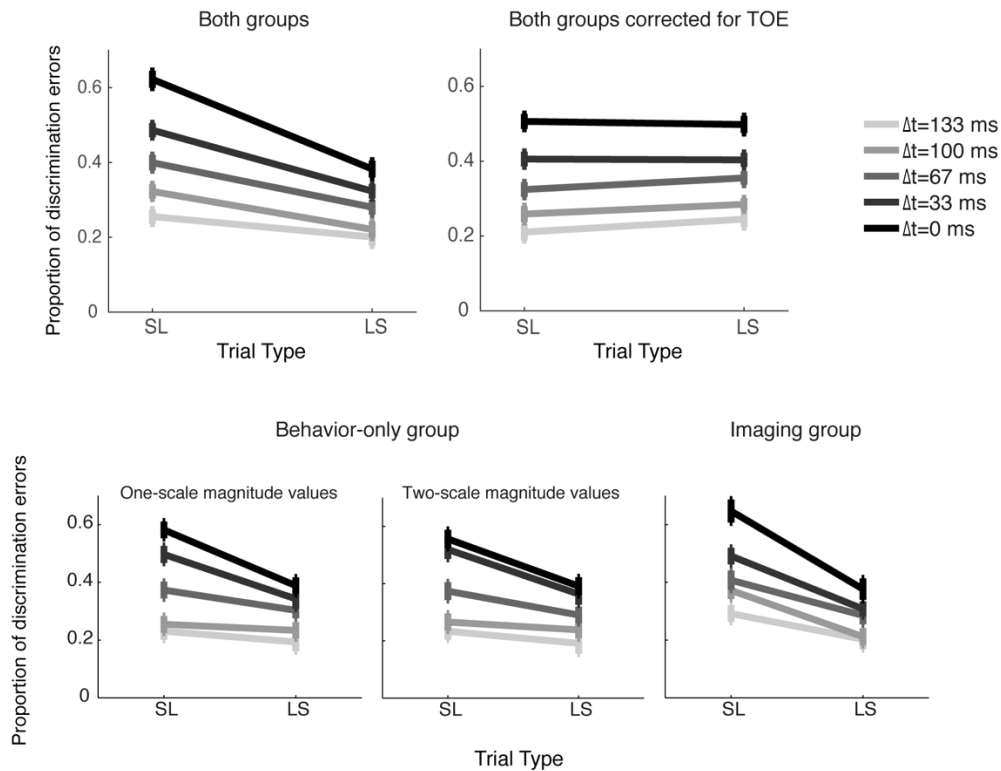 Both groups
Both groups corrected for TOE
Proportion of discrimination errors
0.6
0.4
0.2
0
SL
LS
Trial Type
0.6
0.4
0.2
0
SL
LS
Trial Type
Δt=133 ms
Δt=100 ms
Δt=67 ms
Δt=33 ms
Δt=0 ms
Behavior-only group
Imaging group
Proportion of discrimination errors
One-scale magnitude values
Two-scale magnitude values
0.6
0.4
0.2
0
SL
LS
SL
LS
SL
LS
Trial Type